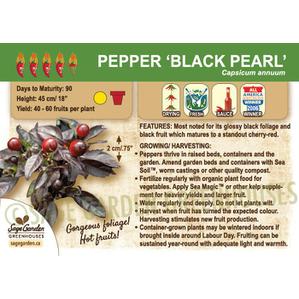 PEPPER 'BLACK PEARL'
Capsicum annuum
Days to Maturity: 90
Height: 45 cm/ 18"
Yield: 40 - 60 fruits per plant
DRYING FRESH SAUCE WINNER 2006
ALL AMERICA
2 cm/.75"
Gorgeous foliage!
Hot fruits!
Sage Garden
GREENHOUSES
sagegarden.ca
FEATURES: Most noted for its glossy black foliage and
black fruit which matures to a standout cherry-red.
GROWING/ HARVESTING:
• Peppers thrive in raised beds, containers and the
garden. Amend garden beds and containers with Sea
Soil™, worm castings or other quality compost.
• Fertilize regularly with organic plant food for
vegetables. Apply Sea Magic™ or other kelp supple-
ment for heavier yields and larger fruit.
• Water regularly and deeply. Do not let plants wilt.
• Harvest when fruit has turned the expected colour.
Harvesting stimulates new fruit production.
• Container-grown plants may be wintered indoors if
brought inside around Labour Day. Fruiting can be
sustained year-round with adequate light and warmth.